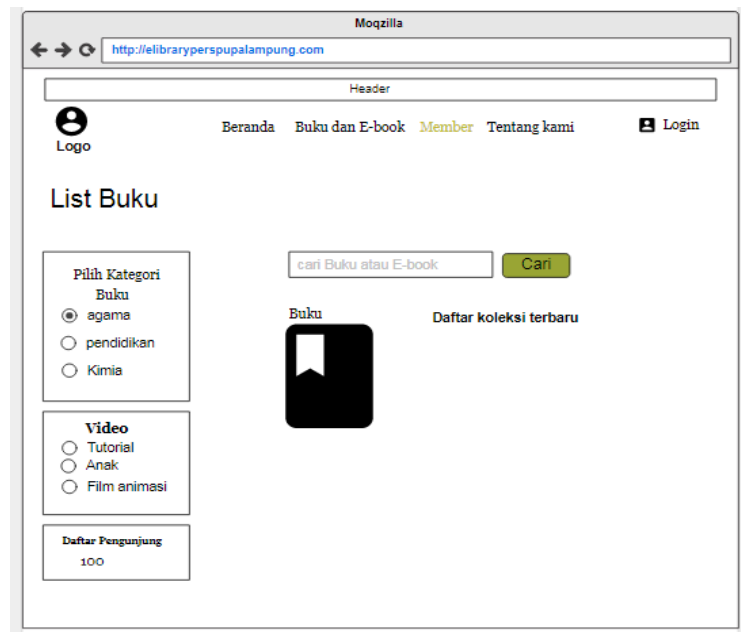 Moqzilla
http://elibraryperspupalampung.com
Header
Logo
Beranda Buku dan E-book Member Tentang kami Login
List Buku
Pilih Kategori
Buku
agama
pendidikan
Kimia
Video
Tutorial
Anak
Film animasi
Daftar Pengunjung
100
cari Buku atau E-book Cari
Buku
Daftar koleksi terbaru